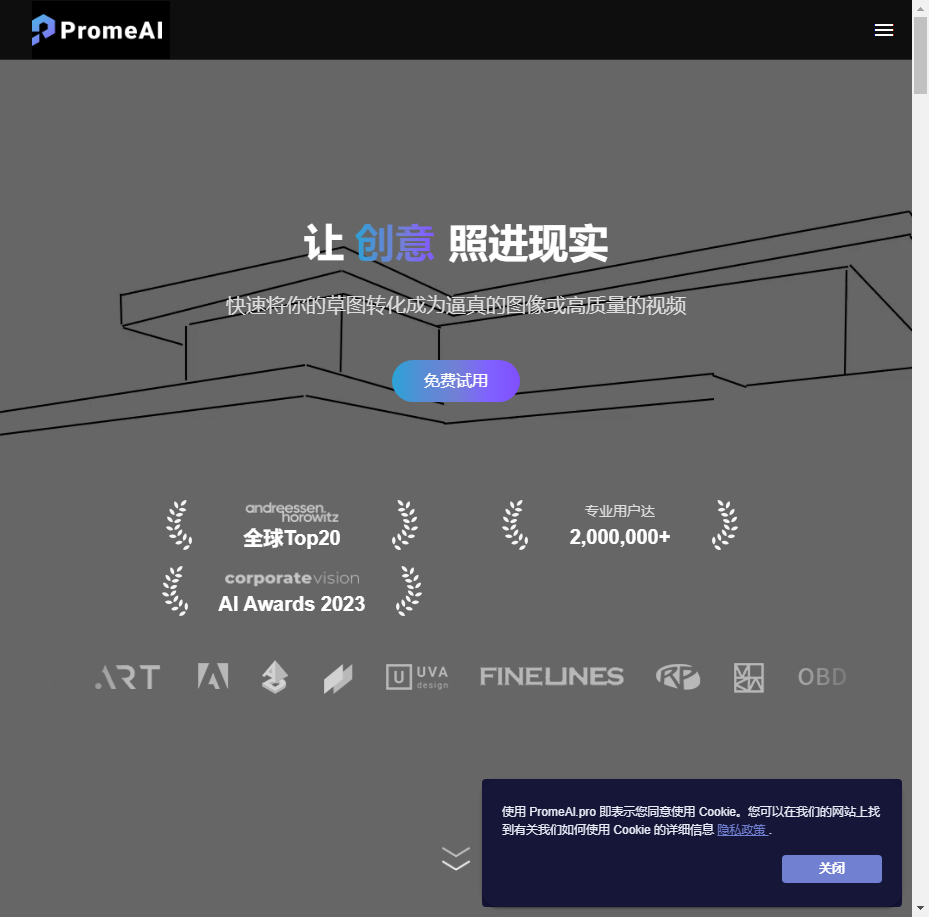 PromeAI
让 创意 照进现实
快速将你的草图转化成为逼真的图像或高质量的视频
免费试用
andreessen.
horowitz
全球Top20
专业用户达
2,000,000+
corporatevision
AI Awards 2023
ART
UVA
U
design
FINELINES
RP
OBD
使用 PromeAI.pro 即表示您同意使用 Cookie。您可以在我们的网站上找
到有关我们如何使用 Cookie 的详细信息 隐私政策 .
关闭